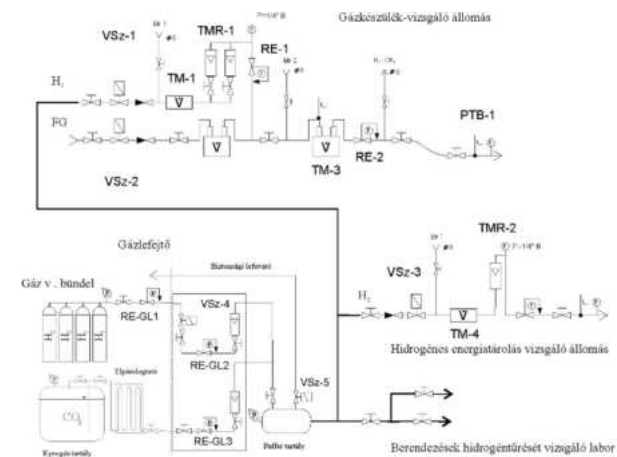 Gázkészülék-vizsgáló állomás
VSz-1
TMR-1
RE-1
TM-1
H₂
FG
VSz-2
TM-3
RE-2
PTB-1
TMR-2
VSz-3
H₂
TM-4
Hidrogénes energiatárolás vizsgáló állomás
Gázlefejtő
Biztonsági lefúvató
Gáz v. bündel
RE-GL1
VSz-4
RE-GL2
Elpárologtató
CO₂
RE-GL3
VSz-5
Puffer tartály
Berendezések hidrogéntűrését vizsgáló labor